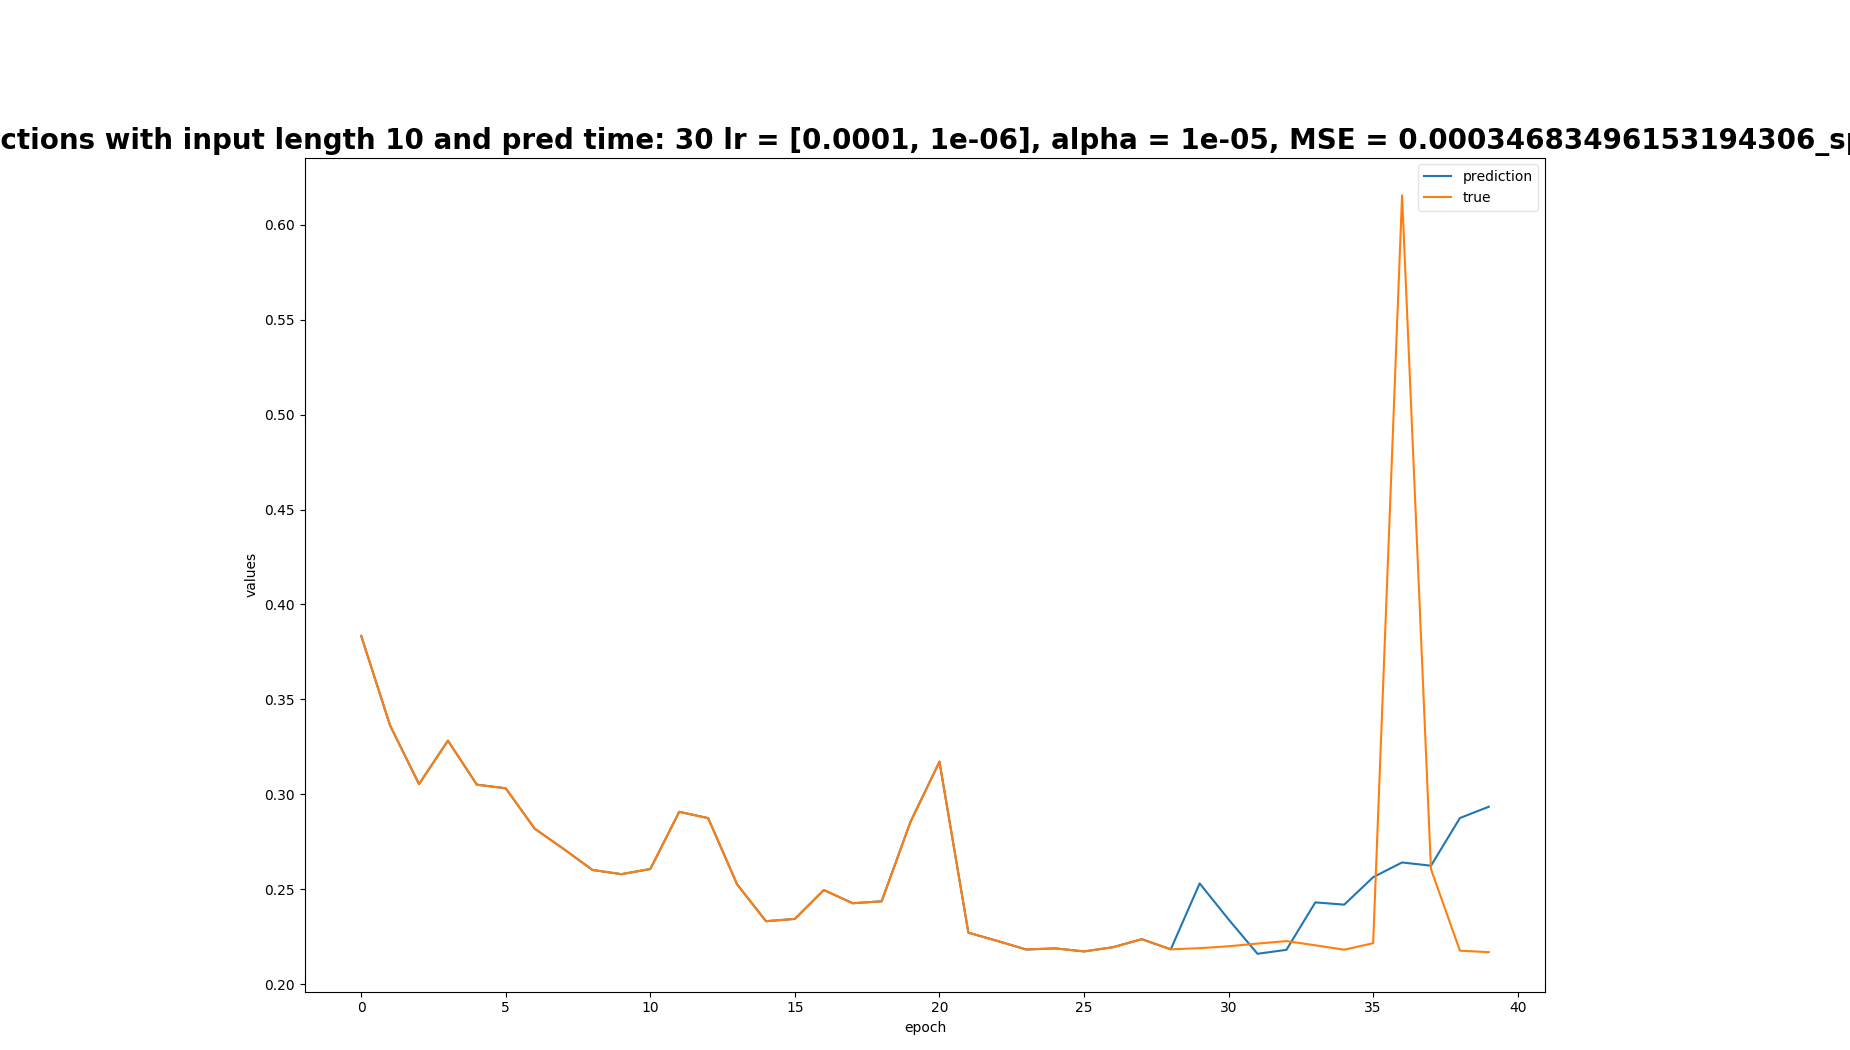 ctions with input length 10 and pred time: 30 lr = [0.0001, 1e-06], alpha = 1e-05, MSE = 0.00034683496153194306_sp
prediction
true
0.60
0.55
0.50
0.45
0.40
0.35
0.30
0.25
0.20
values
0 5 10 15 20 25 30 35 40
epoch